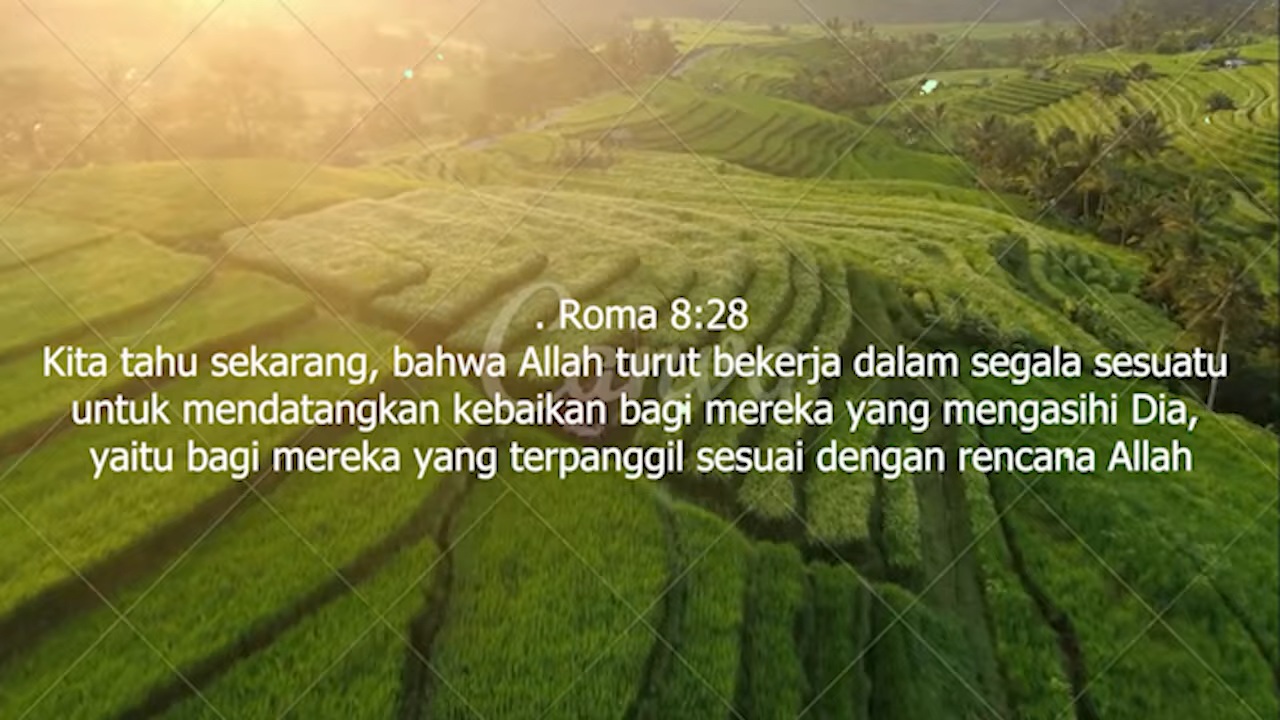 . Roma 8:28
Kita tahu sekarang, bahwa Allah turut bekerja dalam segala sesuatu
untuk mendatangkan kebaikan bagi mereka yang mengasihi Dia,
yaitu bagi mereka yang terpanggil sesuai dengan rencana Allah
Canva